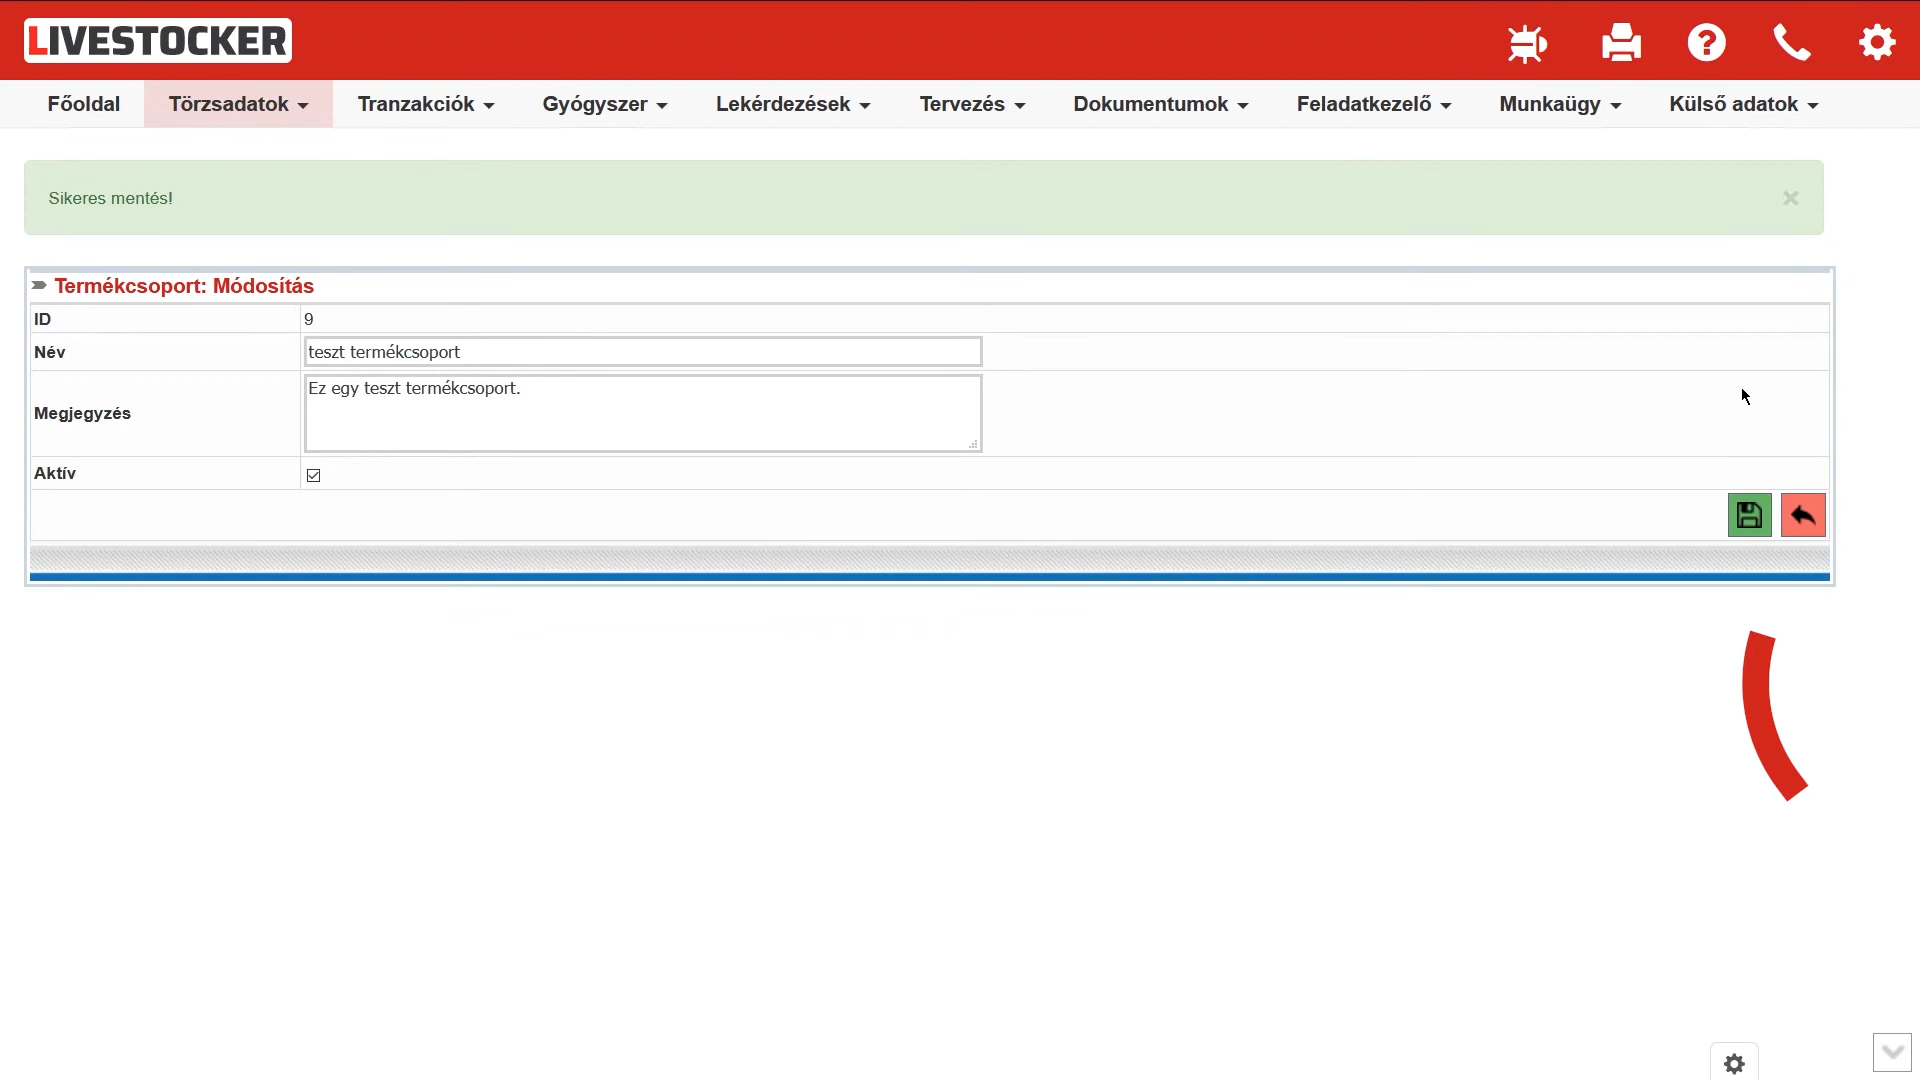 LIVESTOCKER
Főoldal Törzsadatok Tranzakciók Gyógyszer Lekérdezések Tervezés Dokumentumok Feladatkezelő Munkaügy Külső adatok
Sikeres mentés!
Termékcsoport: Módosítás
ID 9
Név teszt termékcsoport
Megjegyzés Ez egy teszt termékcsoport.
Aktív